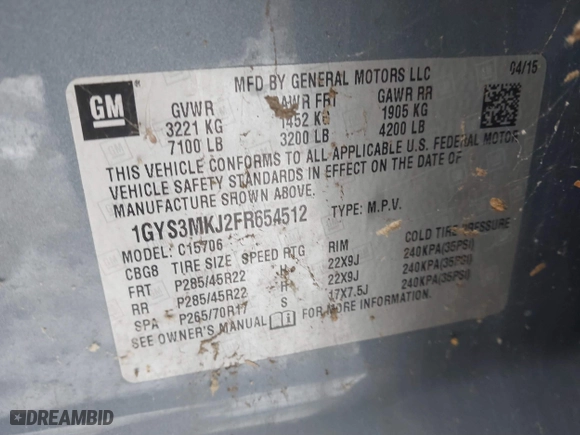 MFD BY GENERAL MOTORS LLC
04/15
GM
GVWR GAWR FRT GAWR RR
3221 KG 1452 KG 1905 KG
7100 LB 3200 LB 4200 LB
THIS VEHICLE CONFORMS TO ALL APPLICABLE U.S. FEDERAL MOTOR
VEHICLE SAFETY STANDARDS IN EFFECT ON THE DATE OF
MANUFACTURE SHOWN ABOVE.
1GYS3MKJ2FR654512 TYPE: M.P.V.
MODEL: C15706
CBG8 TIRE SIZE SPEED RTG RIM COLD TIRE PRESSURE
FRT P285/45R22 H 22X9J 240KPA(35PSI)
RR P285/45R22 H 22X9J 240KPA(35PSI)
SPA P265/70R17 S 17X7.5J 240KPA(35PSI)
SEE OWNER'S MANUAL FOR MORE INFORMATION
DREAMBID